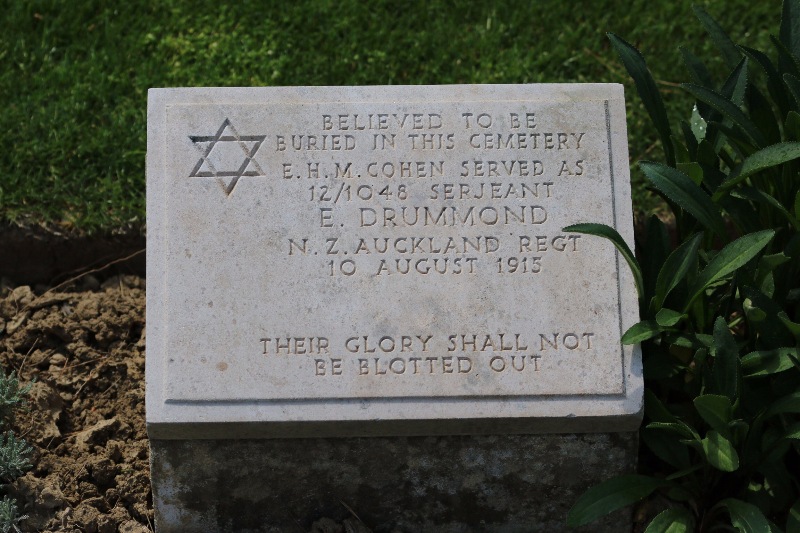 BELIEVED TO BE
BURIED IN THIS CEMETERY
E.H.M. COHEN SERVED AS
12/1048 SERJEANT
E. DRUMMOND
N.Z. AUCKLAND REGT
10 AUGUST 1915
THEIR GLORY SHALL NOT
BE BLOTTED OUT